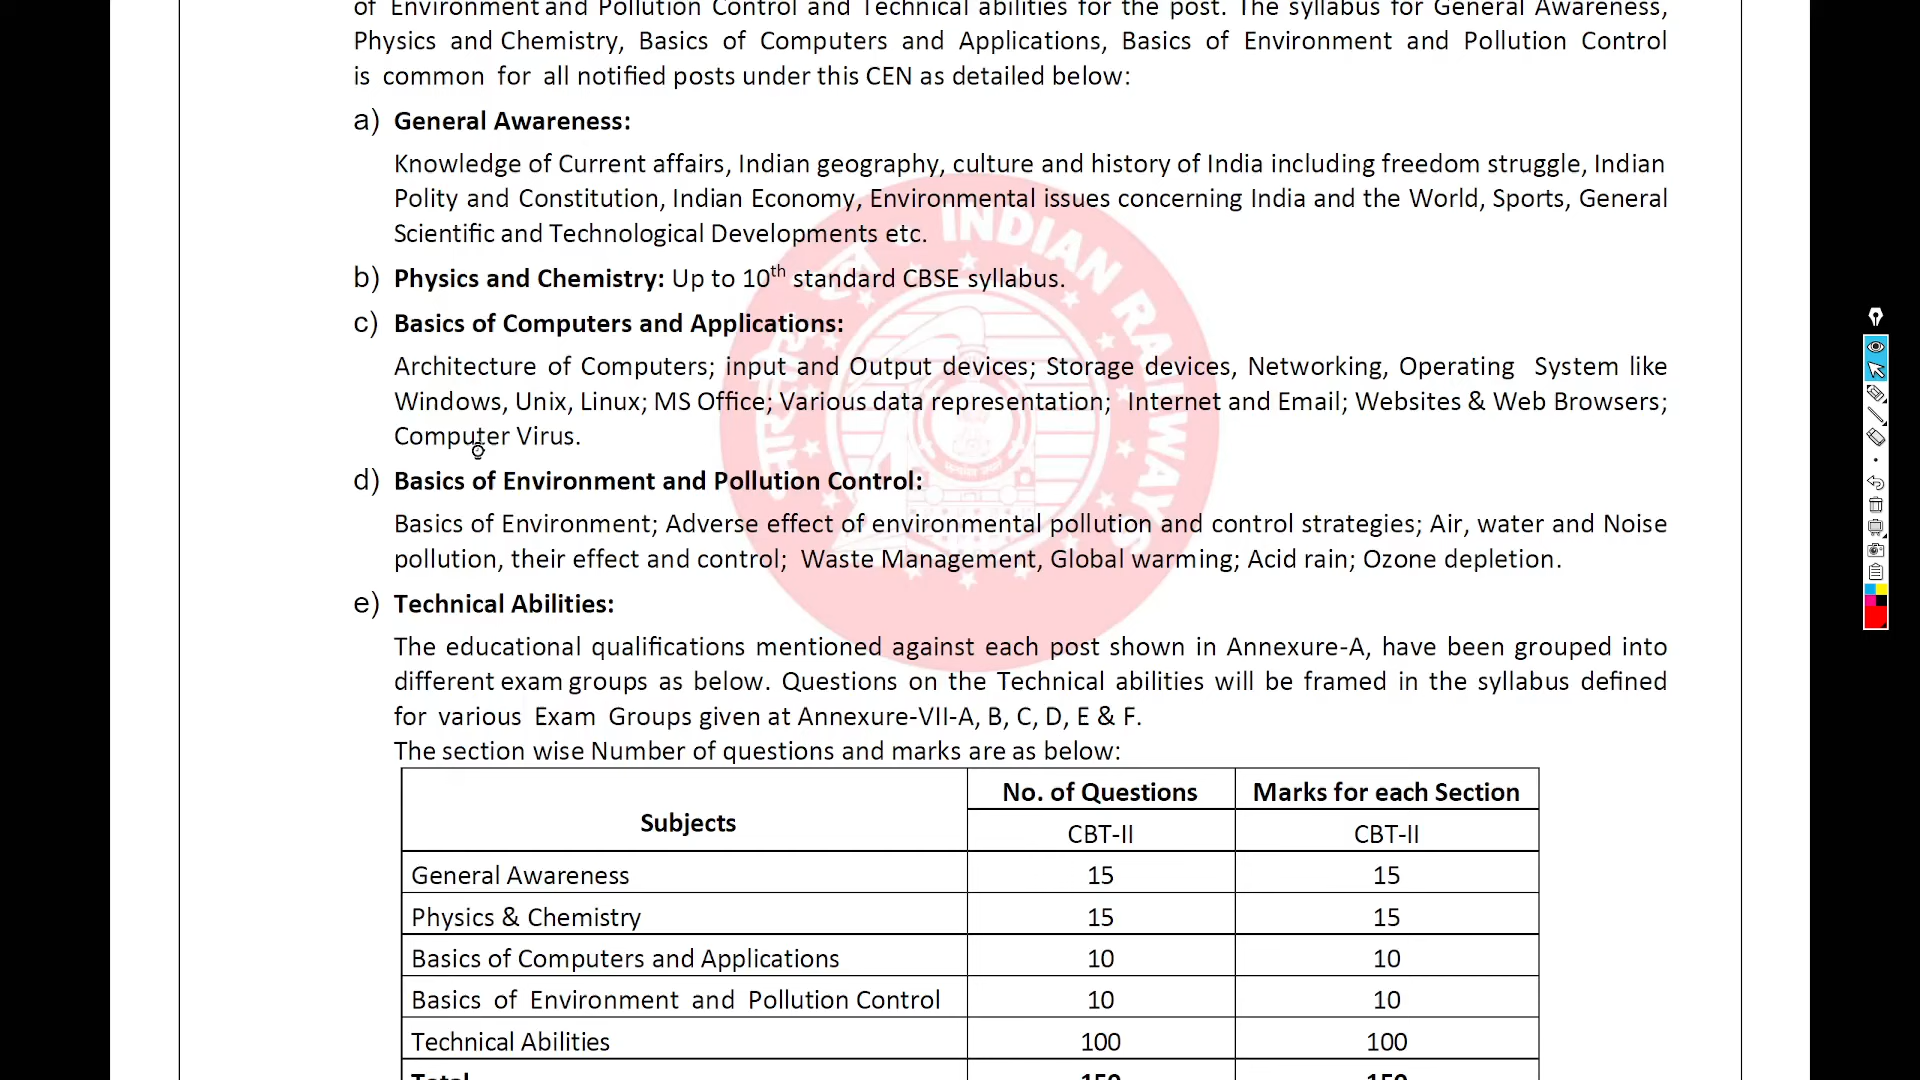 of Environment and Pollution Control and Technical abilities for the post. The syllabus for General Awareness,
Physics and Chemistry, Basics of Computers and Applications, Basics of Environment and Pollution Control
is common for all notified posts under this CEN as detailed below:
a) General Awareness:
Knowledge of Current affairs, Indian geography, culture and history of India including freedom struggle, Indian
Polity and Constitution, Indian Economy, Environmental issues concerning India and the World, Sports, General
Scientific and Technological Developments etc.
b) Physics and Chemistry: Up to 10th standard CBSE syllabus.
c) Basics of Computers and Applications:
Architecture of Computers; input and Output devices; Storage devices, Networking, Operating System like
Windows, Unix, Linux; MS Office; Various data representation; Internet and Email; Websites & Web Browsers;
Computer Virus.
d) Basics of Environment and Pollution Control:
Basics of Environment; Adverse effect of environmental pollution and control strategies; Air, water and Noise
pollution, their effect and control; Waste Management, Global warming; Acid rain; Ozone depletion.
e) Technical Abilities:
The educational qualifications mentioned against each post shown in Annexure-A, have been grouped into
different exam groups as below. Questions on the Technical abilities will be framed in the syllabus defined
for various Exam Groups given at Annexure-VII-A, B, C, D, E & F.
The section wise Number of questions and marks are as below:
Subjects No. of Questions Marks for each Section
CBT-II CBT-II
General Awareness 15 15
Physics & Chemistry 15 15
Basics of Computers and Applications 10 10
Basics of Environment and Pollution Control 10 10
Technical Abilities 100 100
Total 150 150
INDIAN RAILWAYS